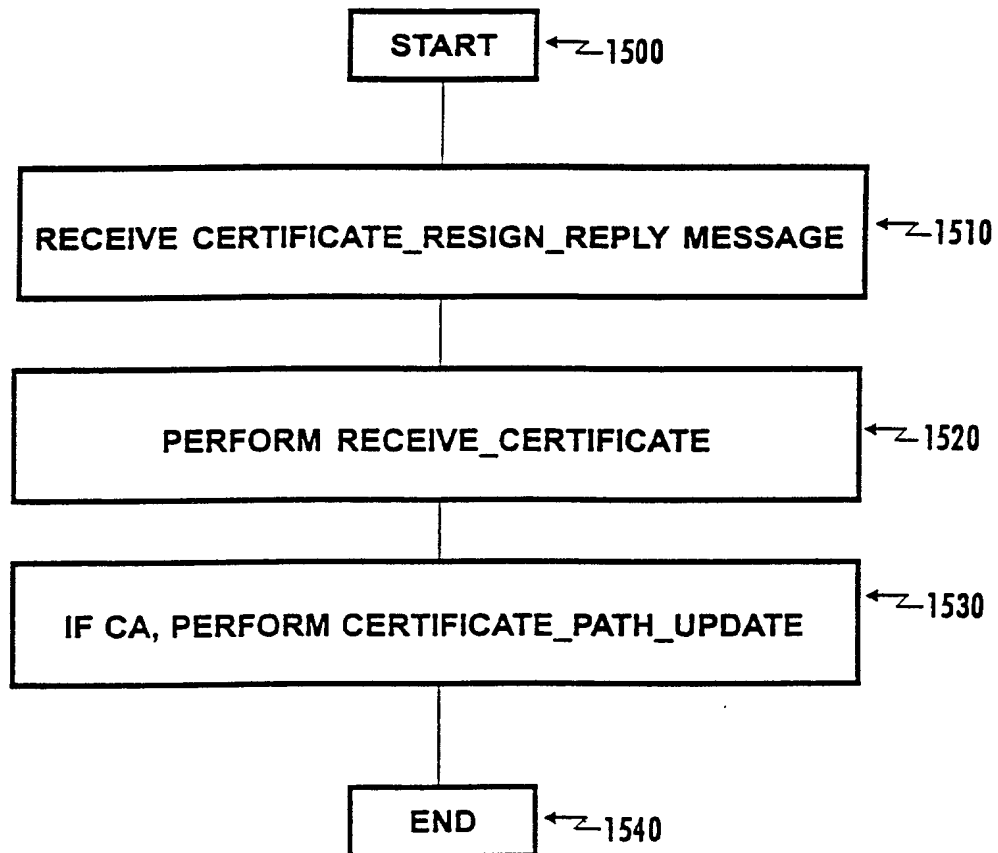 START
1500
RECEIVE CERTIFICATE_RESIGN_REPLY MESSAGE
1510
PERFORM RECEIVE_CERTIFICATE
1520
IF CA, PERFORM CERTIFICATE_PATH_UPDATE
1530
END
1540